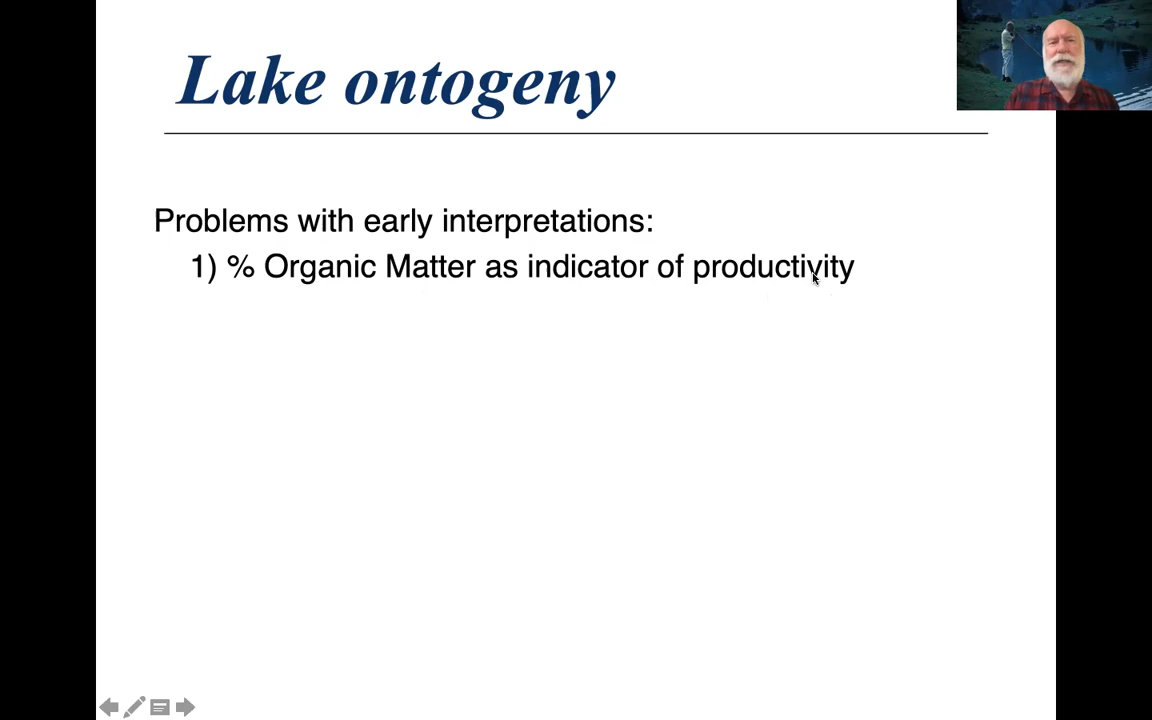 Lake ontogeny
Problems with early interpretations:
1) % Organic Matter as indicator of productivity